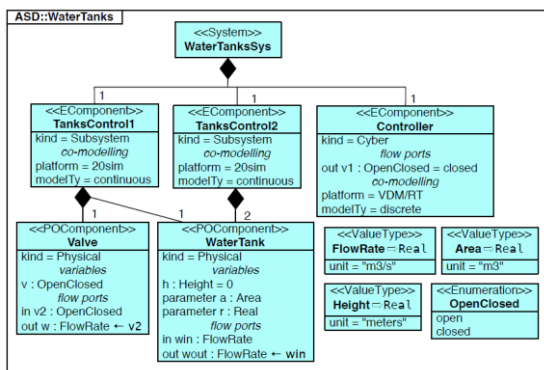 ASD::WaterTanks
<<System>>
WaterTanksSys
1
1
1
<<EComponent>>
TanksControl1
kind = Subsystem
co-modelling
platform = 20sim
modelTy = continuous
<<EComponent>>
TanksControl2
kind = Subsystem
co-modelling
platform = 20sim
modelTy = continuous
<<EComponent>>
Controller
kind = Cyber
flow ports
out v1 : OpenClosed = closed
co-modelling
platform = VDM/RT
modelTy = discrete
1
1
2
<<POComponent>>
Valve
kind = Physical
variables
v : OpenClosed
flow ports
in v2 : OpenClosed
out w : FlowRate ← v2
<<POComponent>>
WaterTank
kind = Physical
variables
h : Height = 0
parameter a : Area
parameter r : Real
flow ports
in win : FlowRate
out wout : FlowRate ← win
<<ValueType>>
FlowRate⇨Real
unit = "m3/s"
<<ValueType>>
Area⇨Real
unit = "m3"
<<ValueType>>
Height⇨Real
unit = "meters"
<<Enumeration>>
OpenClosed
open
closed